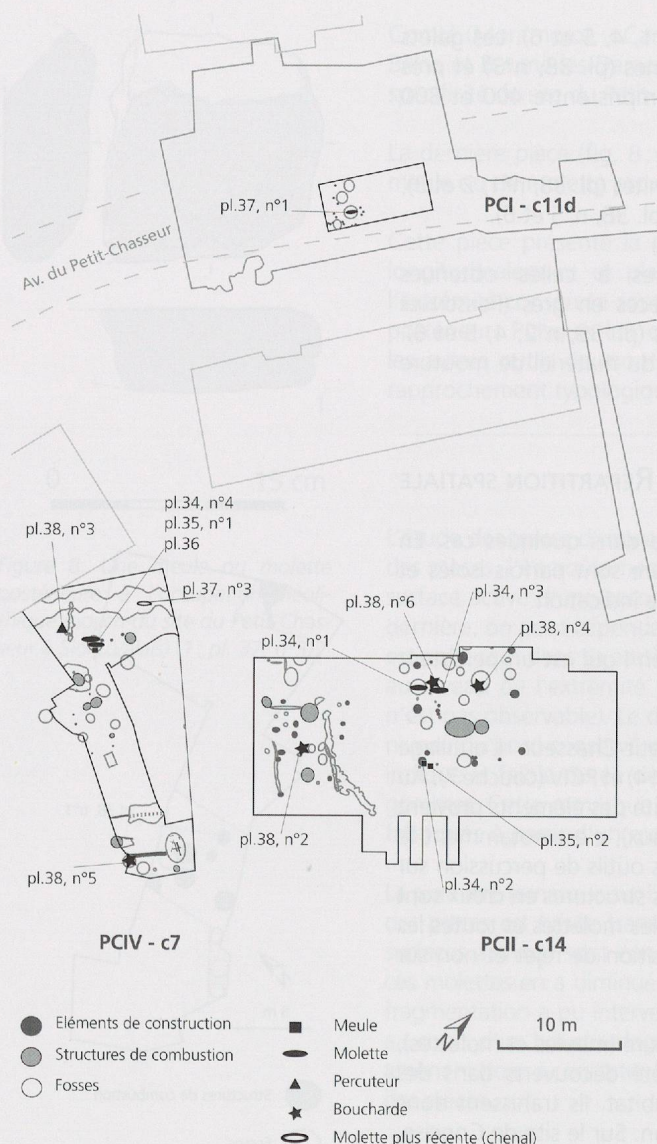 pl.37, n°1
PCI - c11d
Av. du Petit-Chasseur
pl.34, n°4
pl.35, n°1
pl.36
pl.38, n°3
pl.37, n°3
pl.34, n°3
pl.38, n°6
pl.38, n°4
pl.34, n°1
pl.38, n°2
pl.35, n°2
pl.34, n°2
pl.38, n°5
PCIV - c7
PCII - c14
Eléments de construction
Structures de combustion
Fosses
Meule
Molette
Percuteur
Boucharde
Molette plus récente (chenal)
N
10 m